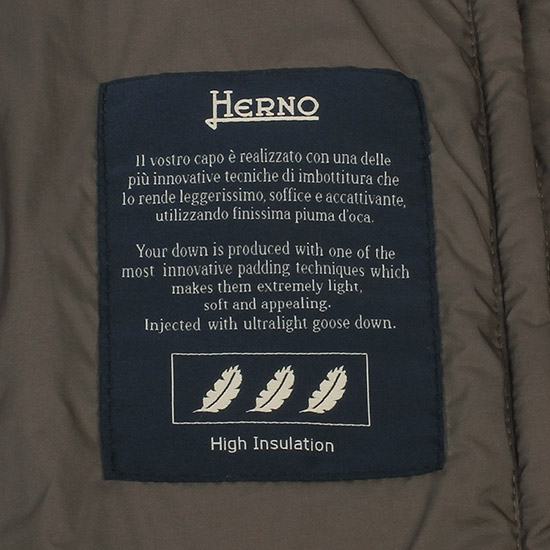 HERNO
Il vostro capo è realizzato con una delle
più innovative tecniche di imbottitura che
lo rende leggerissimo, soffice e accattivante,
utilizzando finissima piuma d'oca.
Your down is produced with one of the
most innovative padding techniques which
makes them extremely light,
soft and appealing.
Injected with ultralight goose down.
High Insulation